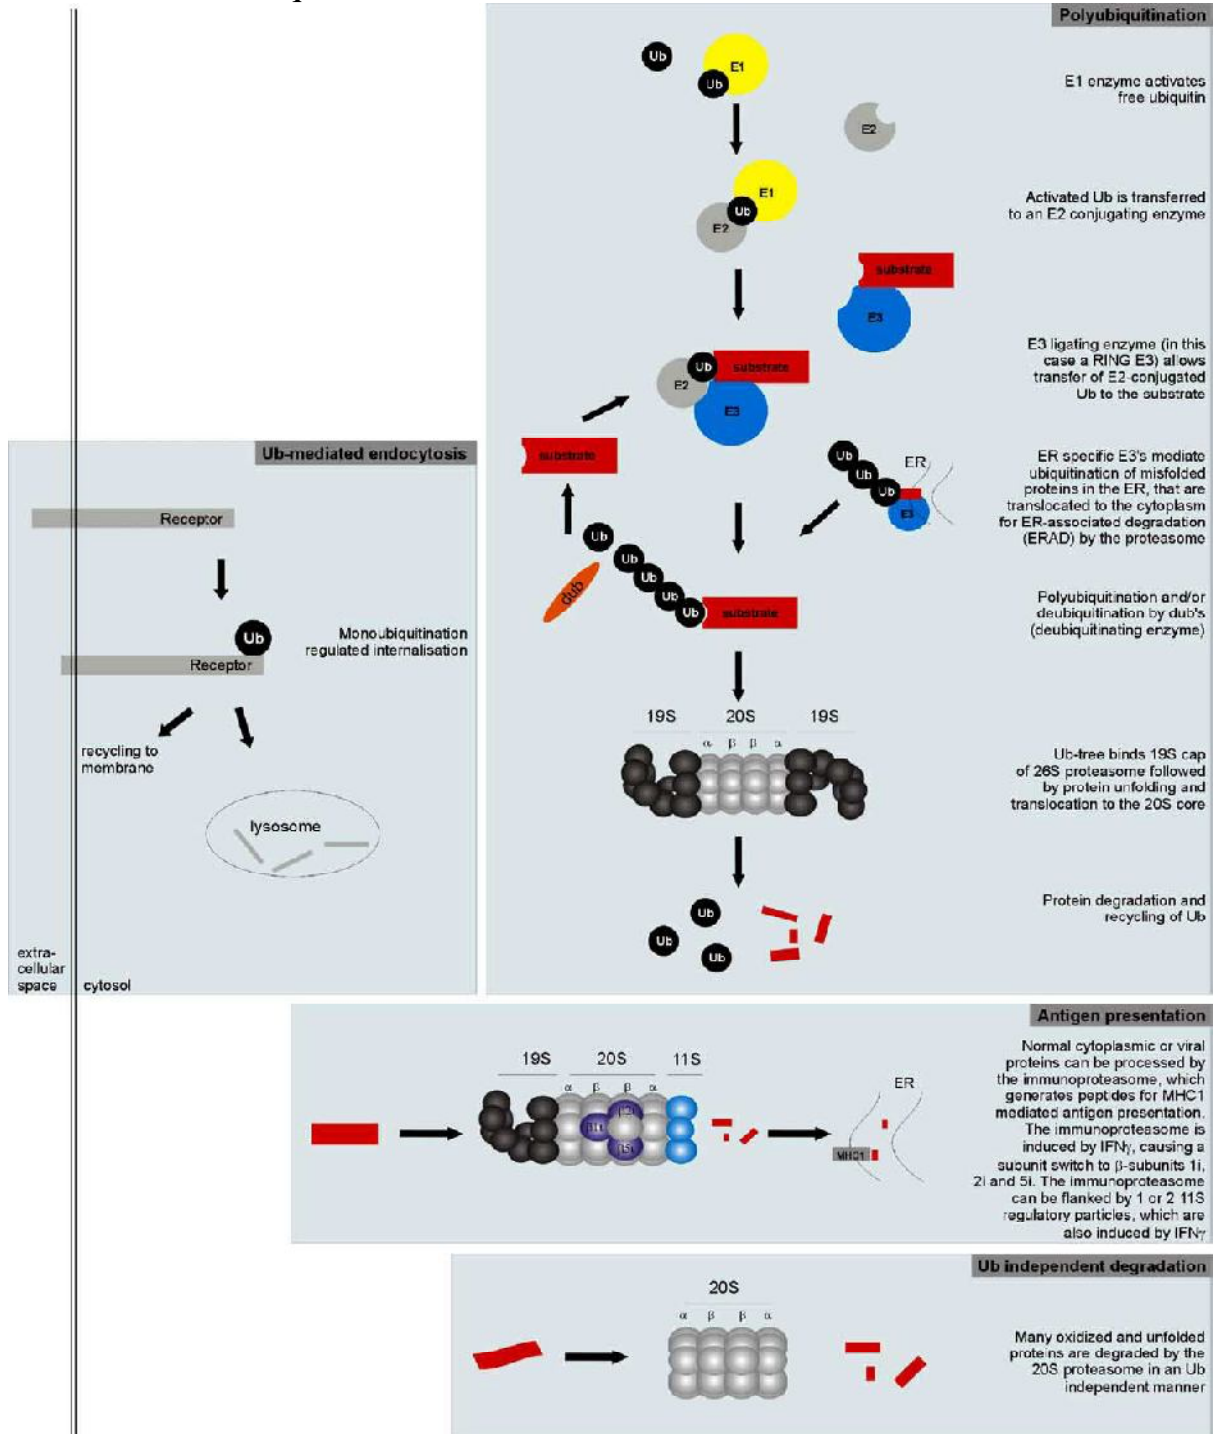 Polyubiquitination
Ub
E1
Ub
E1 enzyme activates
free ubiquitin
E2
E1
Ub
E2
Activated Ub is transferred
to an E2 conjugating enzyme
substrate
E3
Ub
substrate
E2
E3
E3 ligating enzyme (in this
case a RING E3) allows
transfer of E2-conjugated
Ub to the substrate
substrate
Ub
Ub
Ub
ER
E3
ER specific E3's mediate
ubiquitination of misfolded
proteins in the ER, that are
translocated to the cytoplasm
for ER-associated degradation
(ERAD) by the proteasome
Ub
Ub
Ub
Ub
Ub
dub
substrate
Polyubiquitination and/or
deubiquitination by dub's
(deubiquitinating enzyme)
19S 20S 19S
α β β α
Ub-tree binds 19S cap
of 26S proteasome followed
by protein unfolding and
translocation to the 20S core
Ub
Ub
Ub
Protein degradation and
recycling of Ub
Ub-mediated endocytosis
Receptor
Ub
Receptor
Monoubiquitination
regulated internalisation
recycling to
membrane
lysosome
extra-
cellular
space
cytosol
Antigen presentation
19S 20S 11S
α β β α
β1i
β2i
β5i
ER
MHC1
Normal cytoplasmic or viral
proteins can be processed by
the immunoproteasome, which
generates peptides for MHC1
mediated antigen presentation.
The immunoproteasome is
induced by IFNγ, causing a
subunit switch to β-subunits 1i,
2i and 5i. The immunoproteasome
can be flanked by 1 or 2 11S
regulatory particles, which are
also induced by IFNγ
Ub independent degradation
20S
α β β α
Many oxidized and unfolded
proteins are degraded by the
20S proteasome in an Ub
independent manner